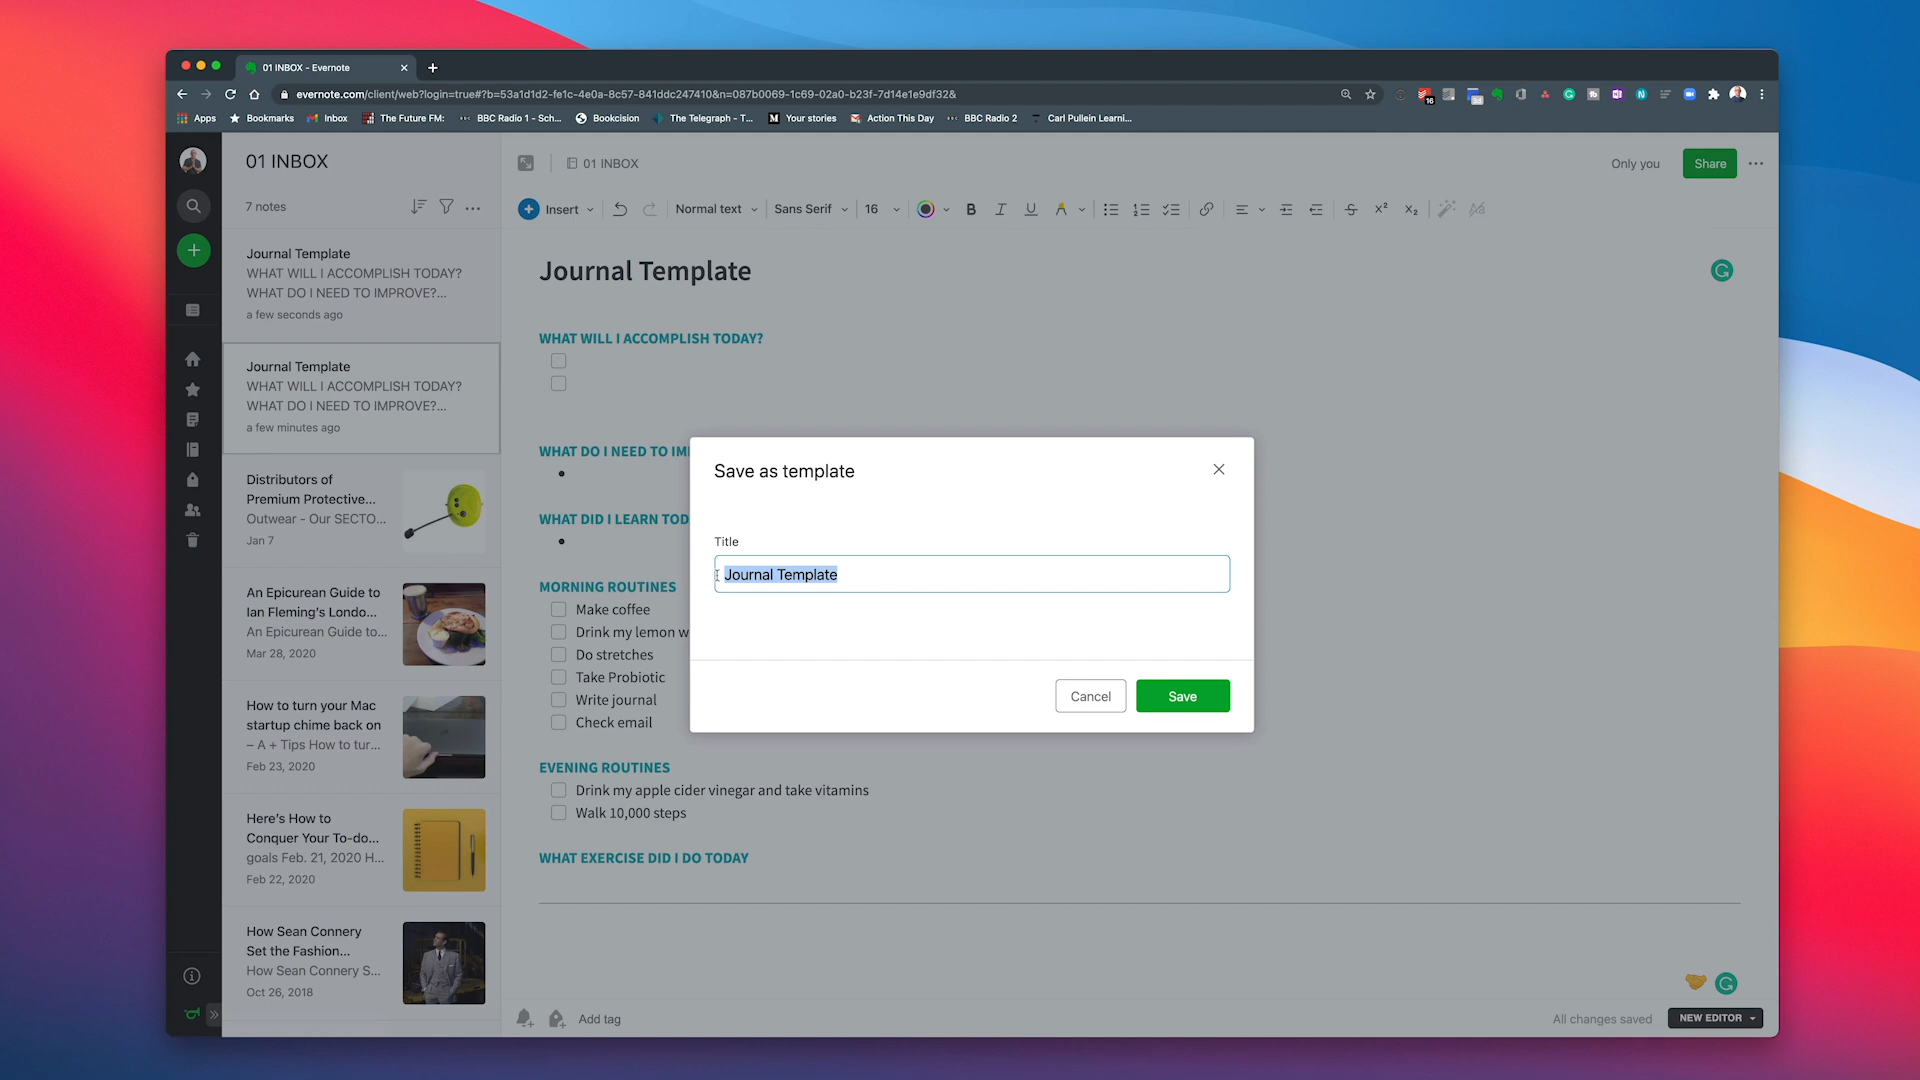 01 INBOX - Evernote
evernote.com/client/web?login=true#?b=53a1d1d2-fe1c-4e0a-8c57-841ddc247410&n=087b0069-1c69-02a0-b23f-7d14e1e9df32&
16
Apps
Bookmarks
Inbox
The Future FM:
BBC Radio 1 - Sch...
Bookcision
The Telegraph - T...
Your stories
Action This Day
BBC Radio 2
Carl Pullein Learni...
01 INBOX
7 notes
Journal Template
WHAT WILL I ACCOMPLISH TODAY?
WHAT DO I NEED TO IMPROVE?...
a few seconds ago
Journal Template
WHAT WILL I ACCOMPLISH TODAY?
WHAT DO I NEED TO IMPROVE?...
a few minutes ago
Distributors of
Premium Protective...
Outwear - Our SECTO...
Jan 7
An Epicurean Guide to
Ian Fleming's Londo...
An Epicurean Guide to...
Mar 28, 2020
How to turn your Mac
startup chime back on
– A + Tips How to tur...
Feb 23, 2020
Here's How to
Conquer Your To-do...
goals Feb. 21, 2020 H...
Feb 22, 2020
How Sean Connery
Set the Fashion...
How Sean Connery S...
Oct 26, 2018
01 INBOX
Only you
Share
Insert
Normal text
Sans Serif
16
Journal Template
WHAT WILL I ACCOMPLISH TODAY?
WHAT DO I NEED TO IM
WHAT DID I LEARN TOD
MORNING ROUTINES
Make coffee
Drink my lemon w
Do stretches
Take Probiotic
Write journal
Check email
EVENING ROUTINES
Drink my apple cider vinegar and take vitamins
Walk 10,000 steps
WHAT EXERCISE DID I DO TODAY
Save as template
Title
Journal Template
Cancel
Save
Add tag
All changes saved
NEW EDITOR